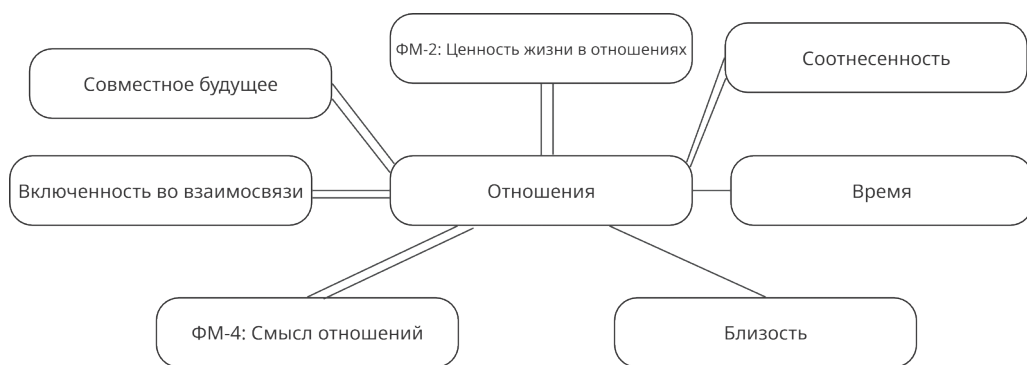 ФМ-2: Ценность жизни в отношениях
Соотнесенность
Совместное будущее
Включенность во взаимосвязи
Отношения
Время
ФМ-4: Смысл отношений
Близость